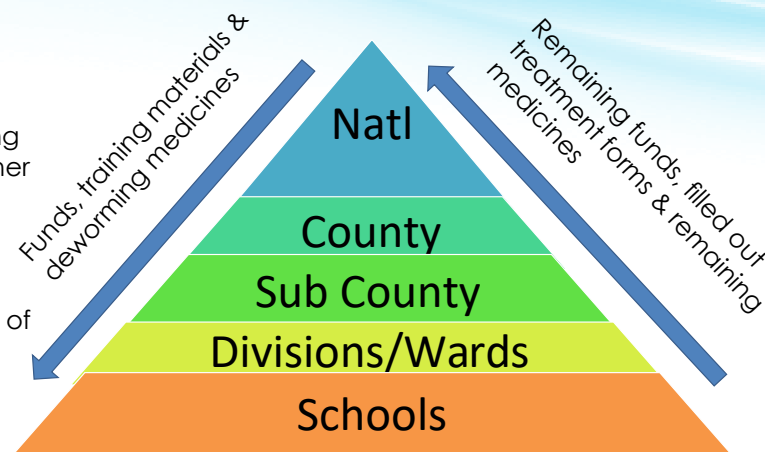 Funds, training materials &
deworming medicines
Remaining funds, filled out
treatment forms & remaining
medicines
Natl
County
Sub County
Divisions/Wards
Schools
of